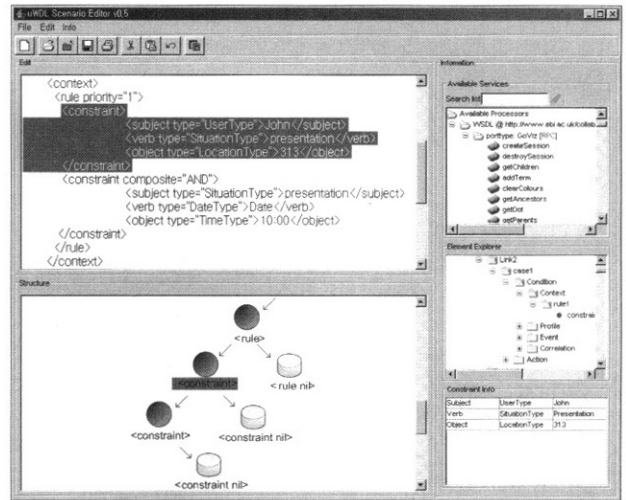 uWDL Scenario Editor v0.5
File Edit Info
Edit
<context>
<rule priority="1">
<constraint>
<subject type="UserType">John</subject>
<verb type="SituationType">presentation</verb>
<object type="LocationType">313</object>
</constraint>
<constraint composite="AND">
<subject type="SituationType">presentation</subject>
<verb type="DateType">Date</verb>
<object type="TimeType">10:00</object>
</constraint>
</rule>
</context>
Structure
<rule>
<constraint>
<rule nil>
<constraint>
<constraint nil>
<constraint nil>
Infomation
Available Services
Search list
Available Processors
WSDL @ http://www.ebi.ac.uk/collab
porttype: GoViz [RPC]
createSession
destroySession
getChildren
addTerm
clearColours
getAncestors
getDot
getParents
Element Explorer
Link2
case1
Condition
Context
rule1
constrai
Profile
Event
Correlation
Action
Constraint Info
Subject UserType John
Verb SituationType Presentation
Object LocationType 313